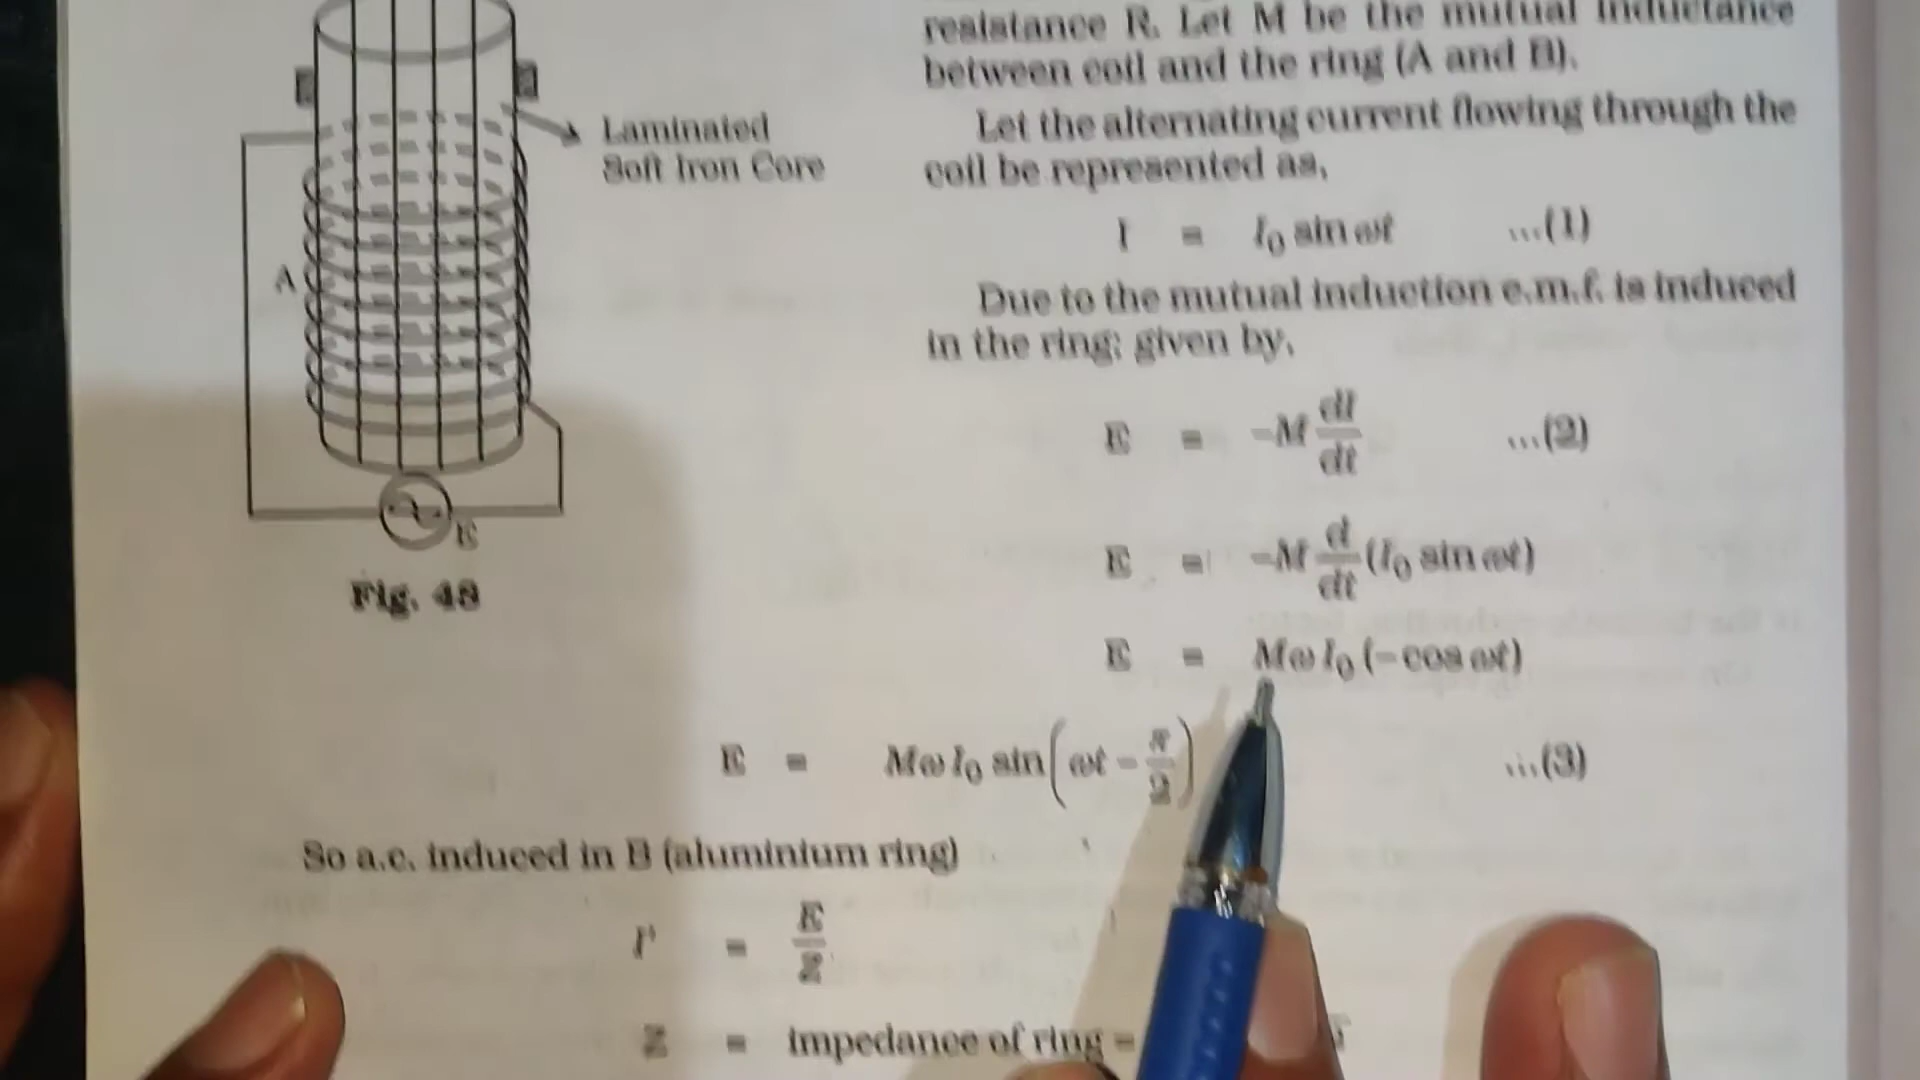 resistance R. Let M be the mutual inductance
between coil and the ring (A and B).
Let the alternating current flowing through the
coil be represented as,
I = I₀ sin ωt ...(1)
Due to the mutual induction e.m.f. is induced
in the ring; given by,
E = -M dI/dt ...(2)
E = -M d/dt (I₀ sin ωt)
E = Mω I₀ (- cos ωt)
Laminated
Soft Iron Core
A
E
Fig. 48
E = Mω I₀ sin(ωt - π/2) ...(3)
So a.c. induced in B (aluminium ring)
I' = E/Z
Z = impedance of ring =